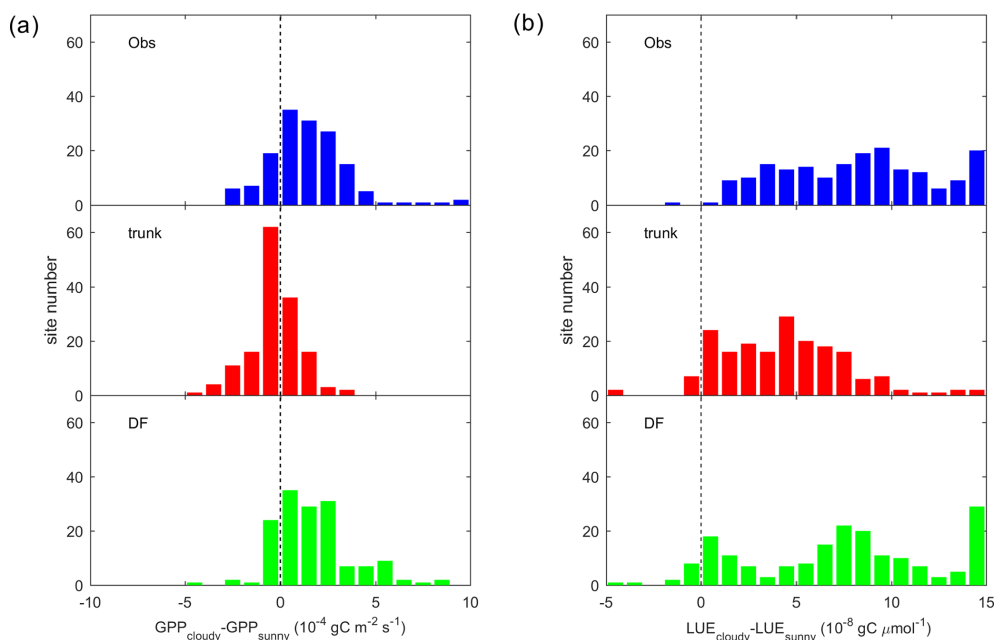 (a)
60
Obs
40
20
0
60
trunk
40
20
0
site number
60
DF
40
20
0
-10 -5 0 5 10
GPPcloudy-GPPsunny (10-4 gC m-2 s-1)
(b)
60
Obs
40
20
0
60
trunk
40
20
0
site number
60
DF
40
20
0
-5 0 5 10 15
LUEcloudy-LUEsunny (10-8 gC μmol-1)